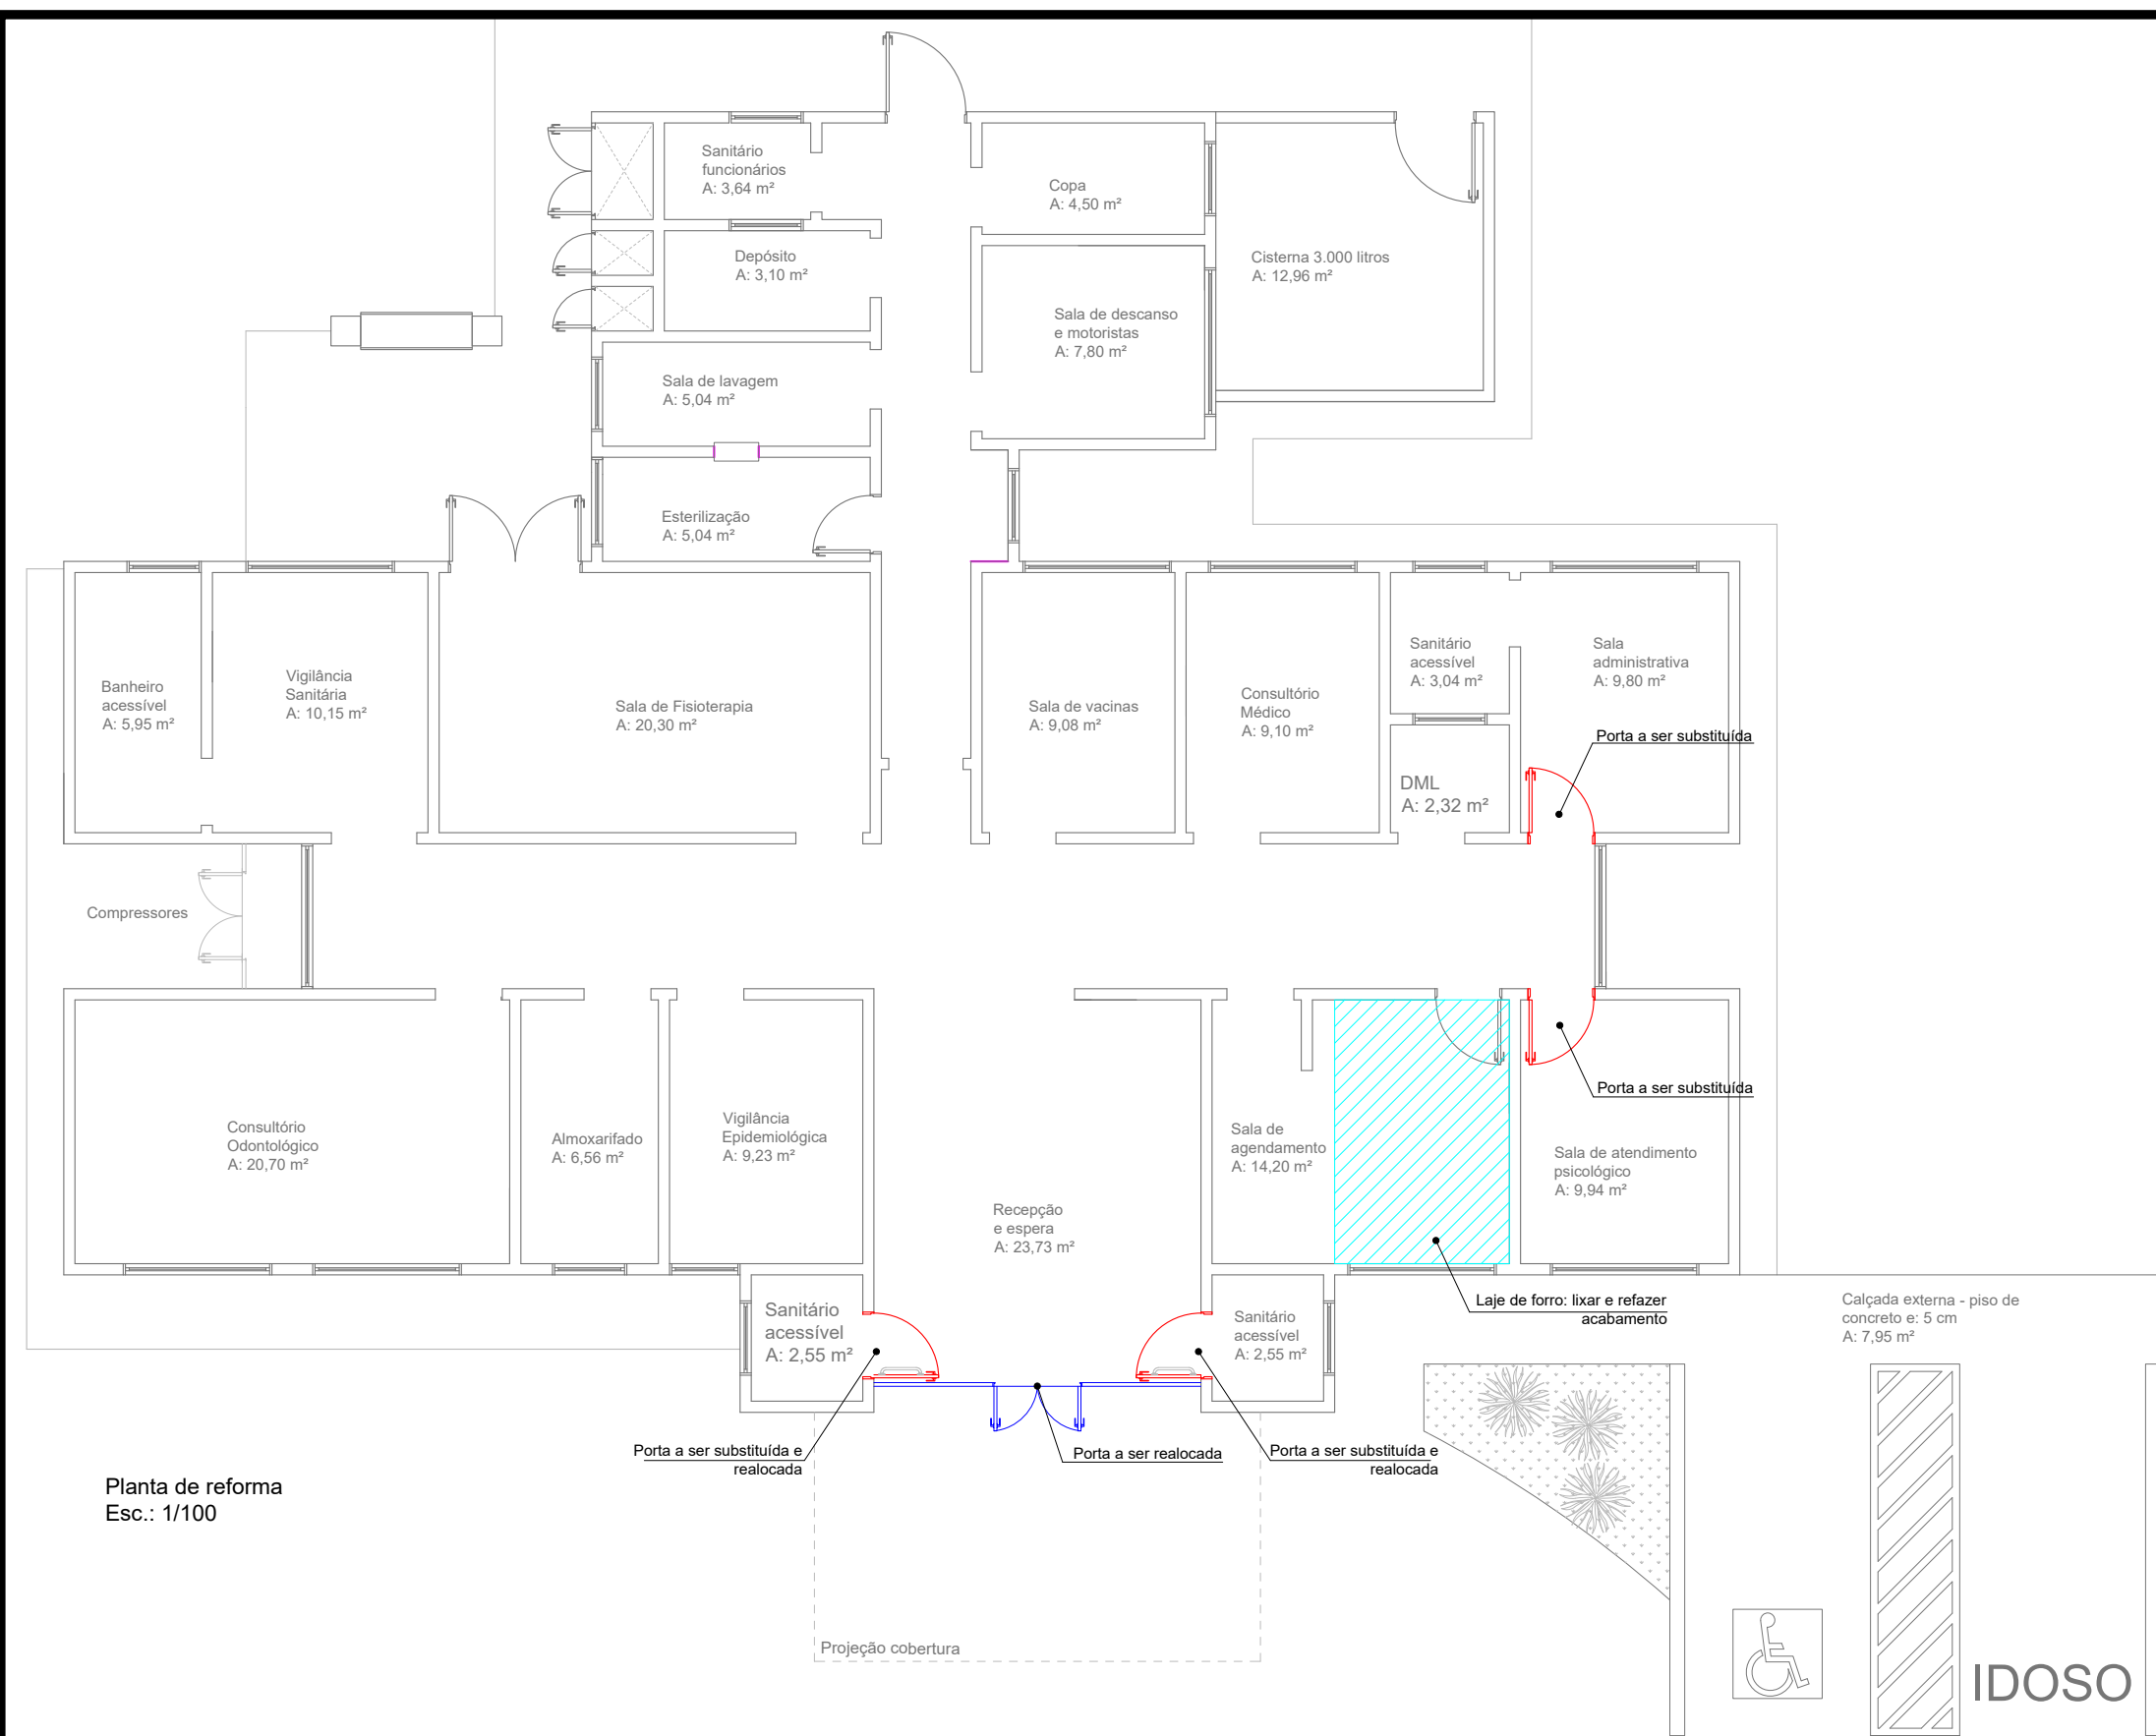 Sanitário
funcionários
A: 3,64 m²
Copa
A: 4,50 m²
Depósito
A: 3,10 m²
Cisterna 3.000 litros
A: 12,96 m²
Sala de descanso
e motoristas
A: 7,80 m²
Sala de lavagem
A: 5,04 m²
Esterilização
A: 5,04 m²
Banheiro
acessível
A: 5,95 m²
Vigilância
Sanitária
A: 10,15 m²
Sala de Fisioterapia
A: 20,30 m²
Sala de vacinas
A: 9,08 m²
Consultório
Médico
A: 9,10 m²
Sanitário
acessível
A: 3,04 m²
Sala
administrativa
A: 9,80 m²
Porta a ser substituída
DML
A: 2,32 m²
Compressores
Porta a ser substituída
Consultório
Odontológico
A: 20,70 m²
Almoxarifado
A: 6,56 m²
Vigilância
Epidemiológica
A: 9,23 m²
Recepção
e espera
A: 23,73 m²
Sala de
agendamento
A: 14,20 m²
Sala de atendimento
psicológico
A: 9,94 m²
Sanitário
acessível
A: 2,55 m²
Sanitário
acessível
A: 2,55 m²
Laje de forro: lixar e refazer
acabamento
Calçada externa - piso de
concreto e: 5 cm
A: 7,95 m²
Porta a ser substituída e
realocada
Porta a ser realocada
Porta a ser substituída e
realocada
Planta de reforma
Esc.: 1/100
Projeção cobertura
IDOSO